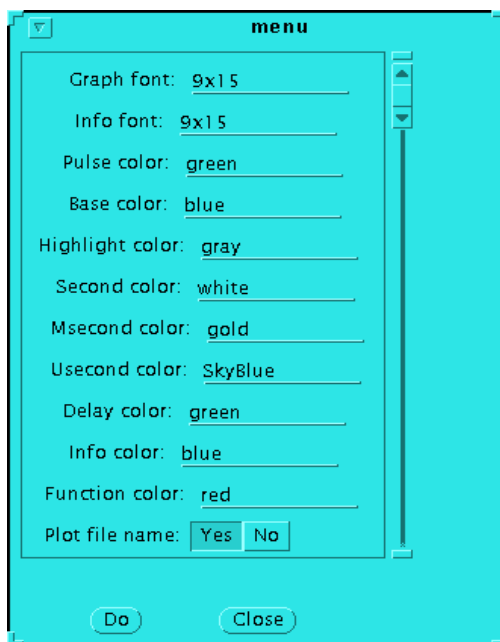 menu
Graph font: 9x15
Info font: 9x15
Pulse color: green
Base color: blue
Highlight color: gray
Second color: white
Msecond color: gold
Usecond color: SkyBlue
Delay color: green
Info color: blue
Function color: red
Plot file name: Yes No
Do Close